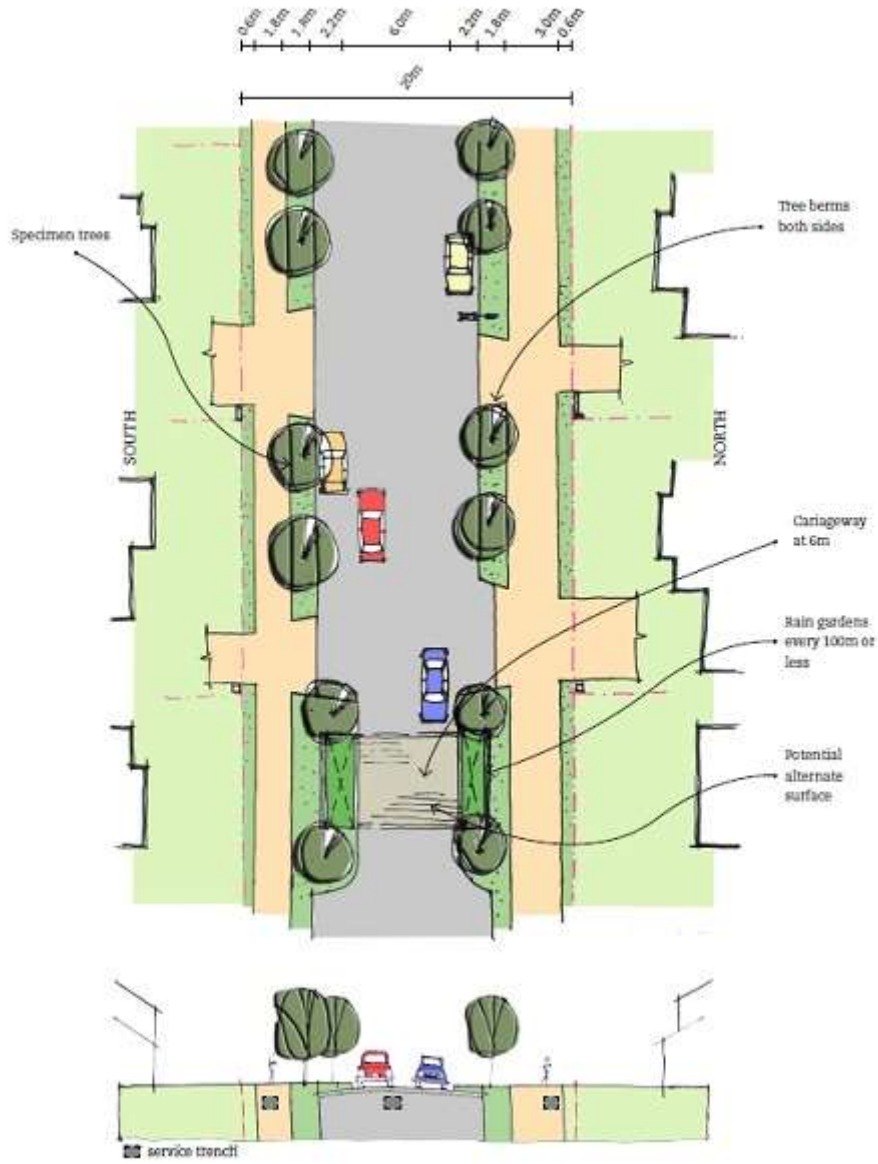 0.6m 1.8m 1.8m 2.2m 6.0m 2.2m 1.8m 3.0m 0.6m
20m
Specimen trees
Tree berms
both sides
SOUTH
NORTH
Cariageway
at 6m
Rain gardens
every 100m or
less
Potential
alternate
surface
service trench